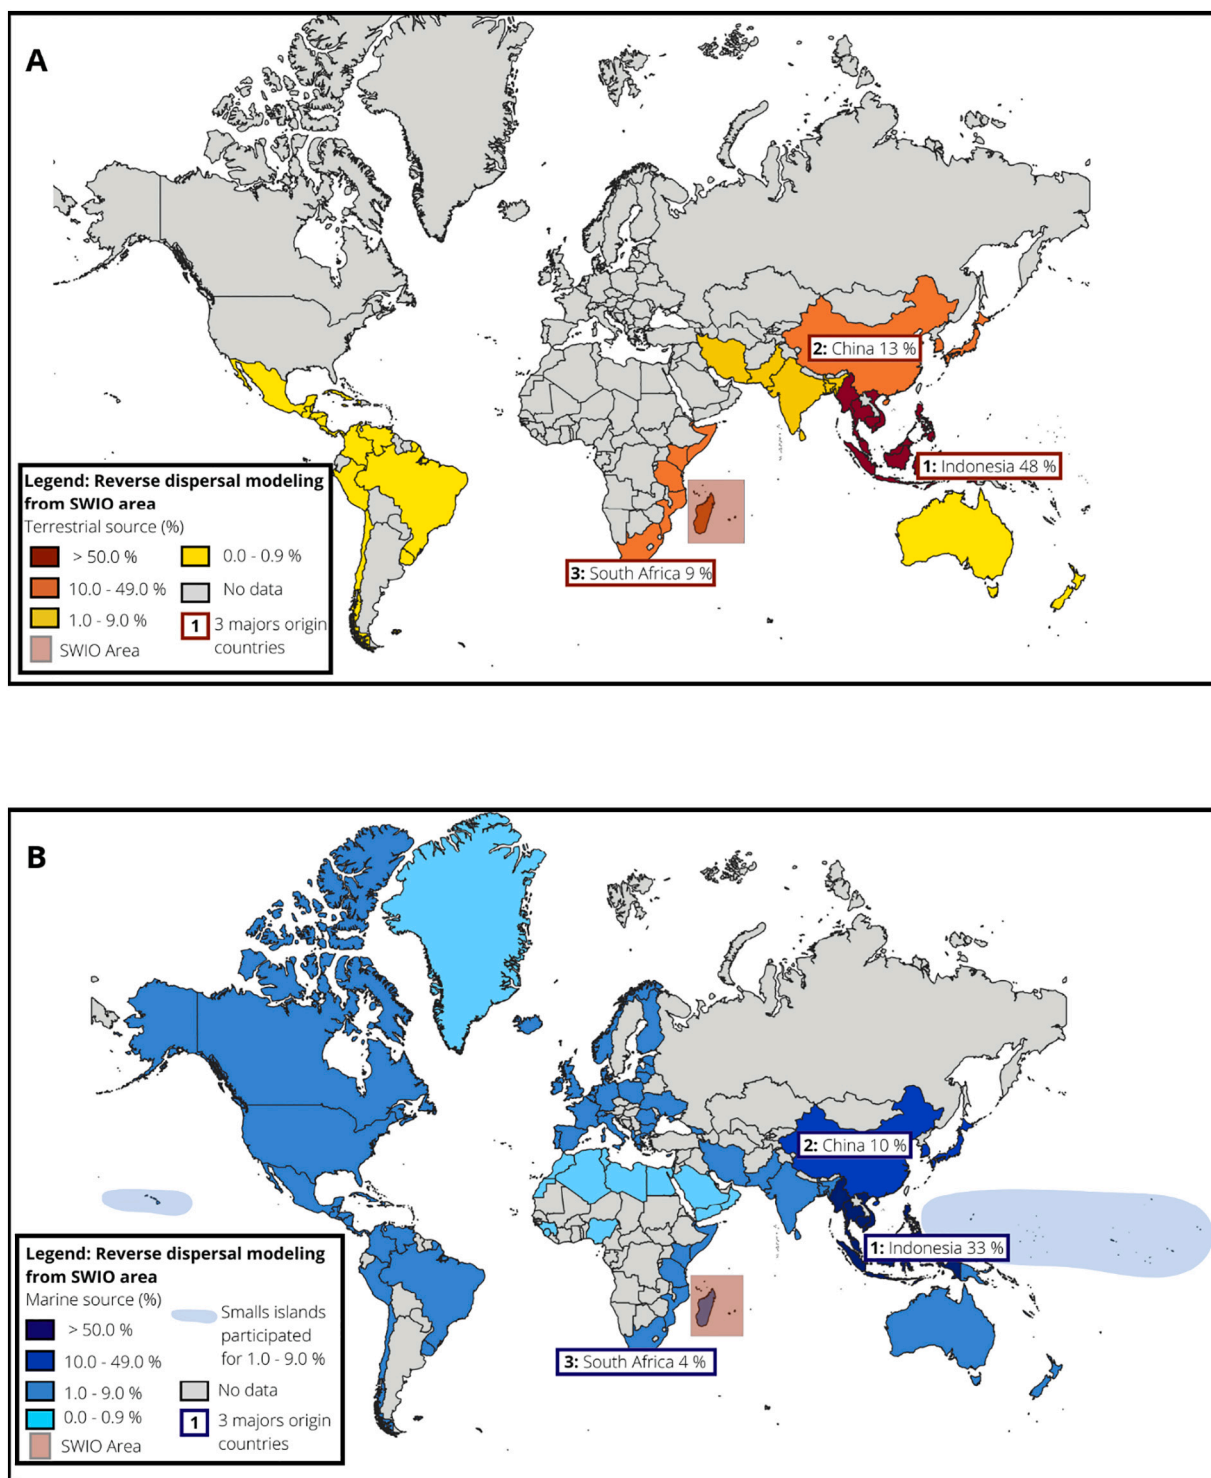 A
2: China 13 %
1: Indonesia 48 %
3: South Africa 9 %
Legend: Reverse dispersal modeling
from SWIO area
Terrestrial source (%)
> 50.0 %
0.0 - 0.9 %
10.0 - 49.0 %
No data
1.0 - 9.0 %
1
3 majors origin
countries
SWIO Area
B
2: China 10 %
1: Indonesia 33 %
3: South Africa 4 %
Legend: Reverse dispersal modeling
from SWIO area
Marine source (%)
Smalls islands
participated
for 1.0 - 9.0 %
> 50.0 %
10.0 - 49.0 %
1.0 - 9.0 %
No data
0.0 - 0.9 %
1
3 majors origin
countries
SWIO Area